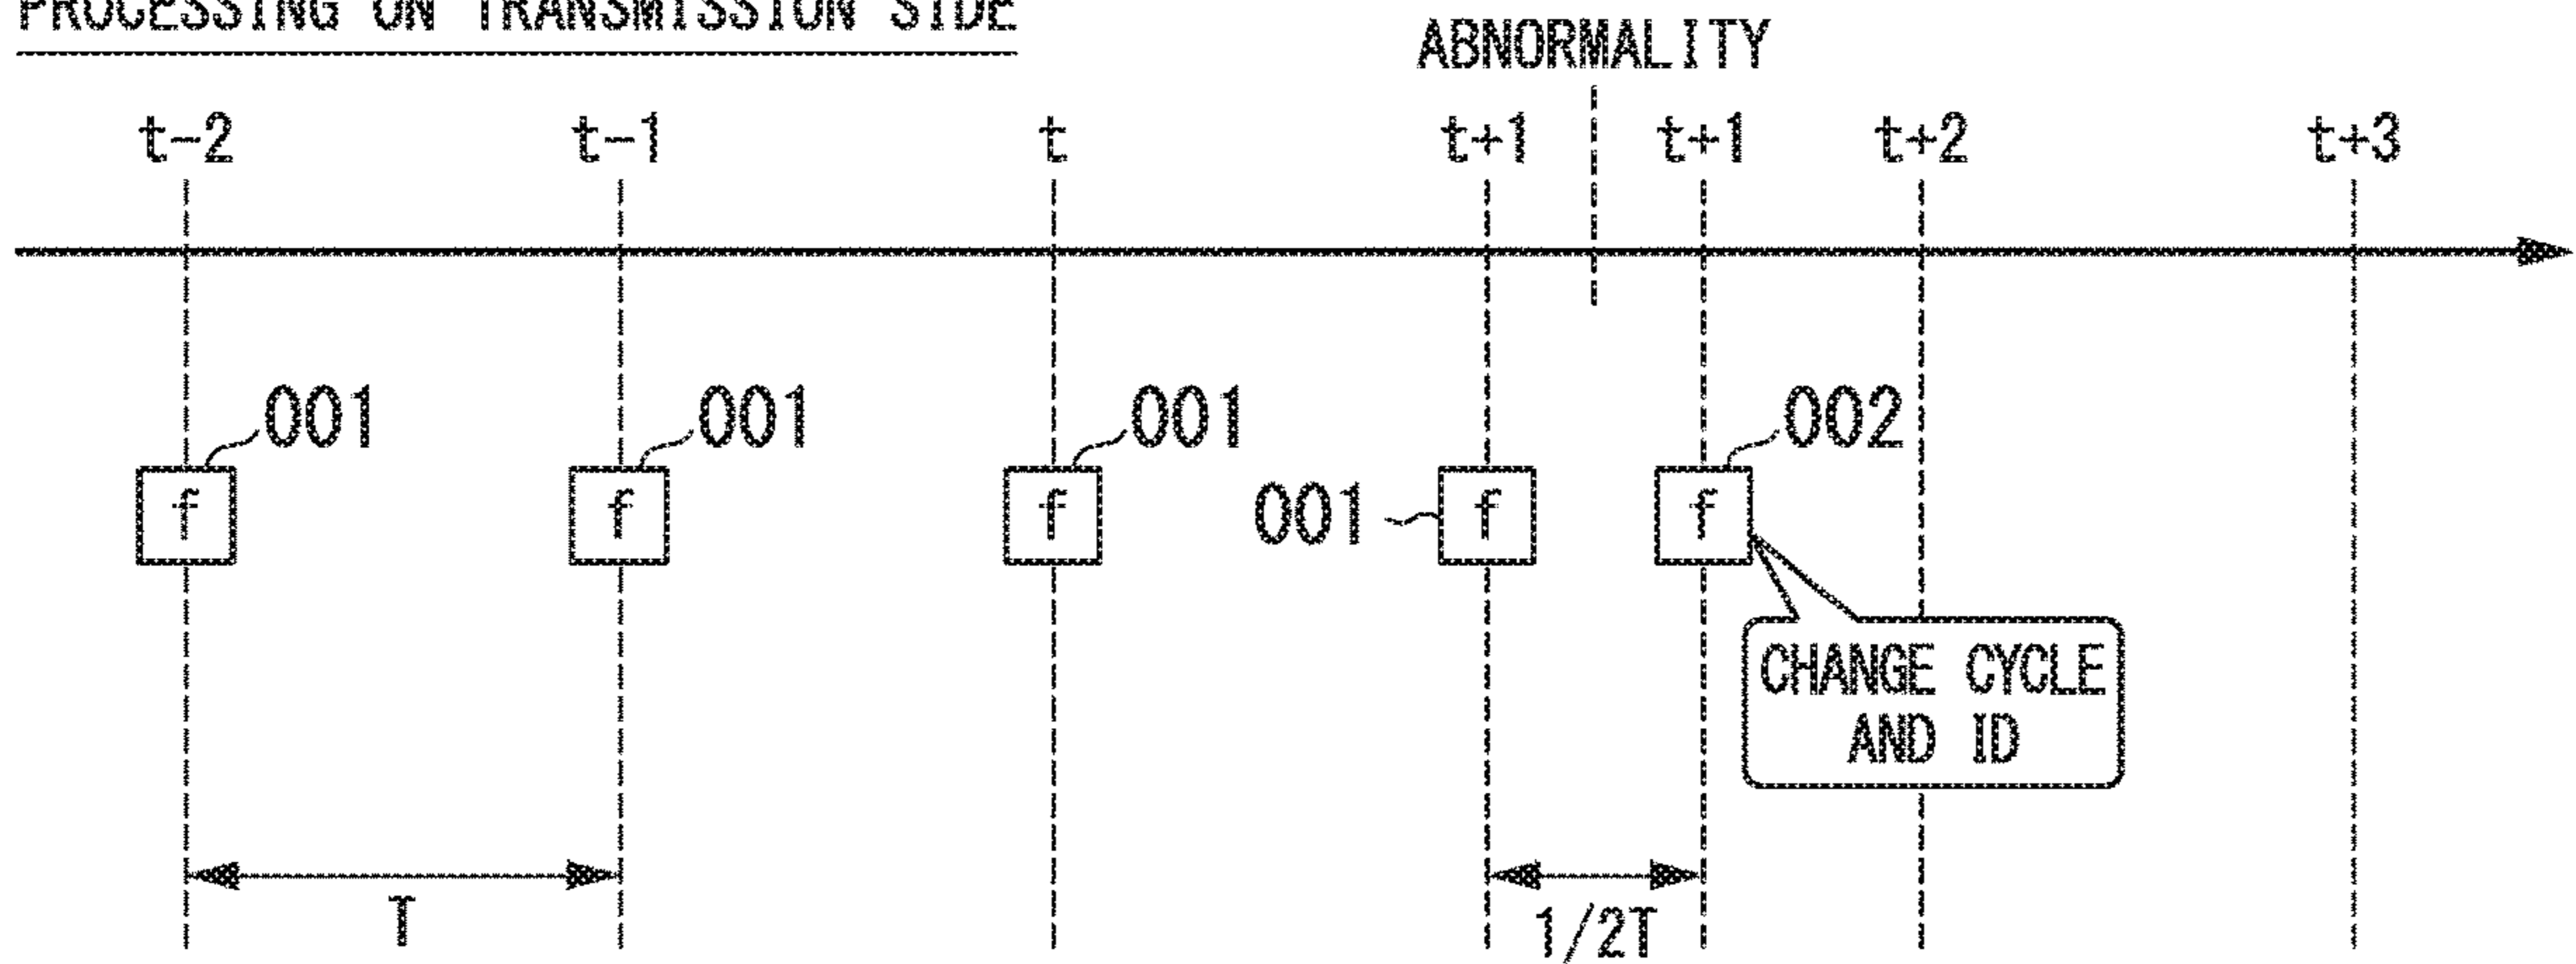 PROCESSING ON TRANSMISSION SIDE
ABNORMALITY
t-2 t-1 t t+1 t+1 t+2 t+3
001 001 001 002
001
f f f f f
CHANGE CYCLE
AND ID
T 1/2T